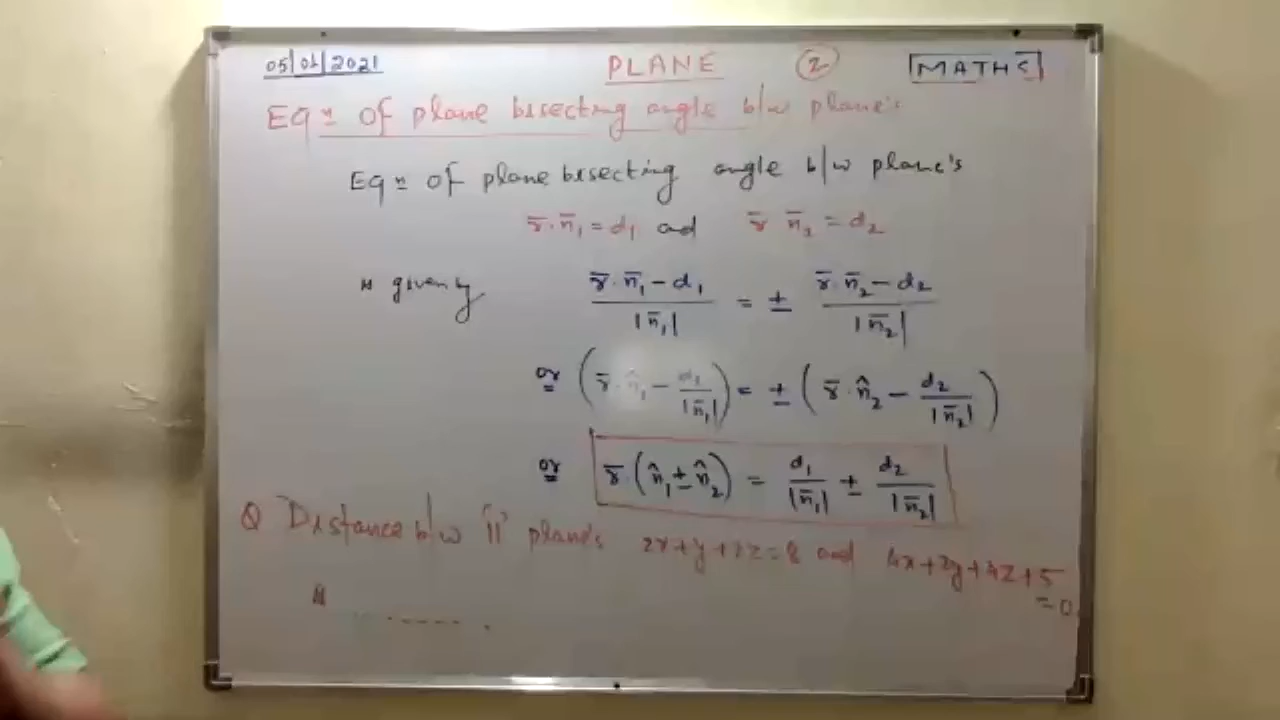 05/01/2021 PLANE 2 MATHS
Eqⁿ Of plane bisecting angle b/w plane's
Eqⁿ Of plane bisecting angle b/w plane's
r̄·n̄₁ = d₁ and r̄ n̄₂ = d₂
is given by (r̄·n̄₁ − d₁)/|n̄₁| = ± (r̄·n̄₂ − d₂)/|n̄₂|
or (r̄·n̂₁ − d₁/|n̄₁|) = ± (r̄·n̂₂ − d₂/|n̄₂|)
or r̄·(n̂₁ ± n̂₂) = d₁/|n̄₁| ± d₂/|n̄₂|
Q Distance b/w '||' plane's 2x+y+2z=8 and 4x+2y+4z+5
=0
is ........